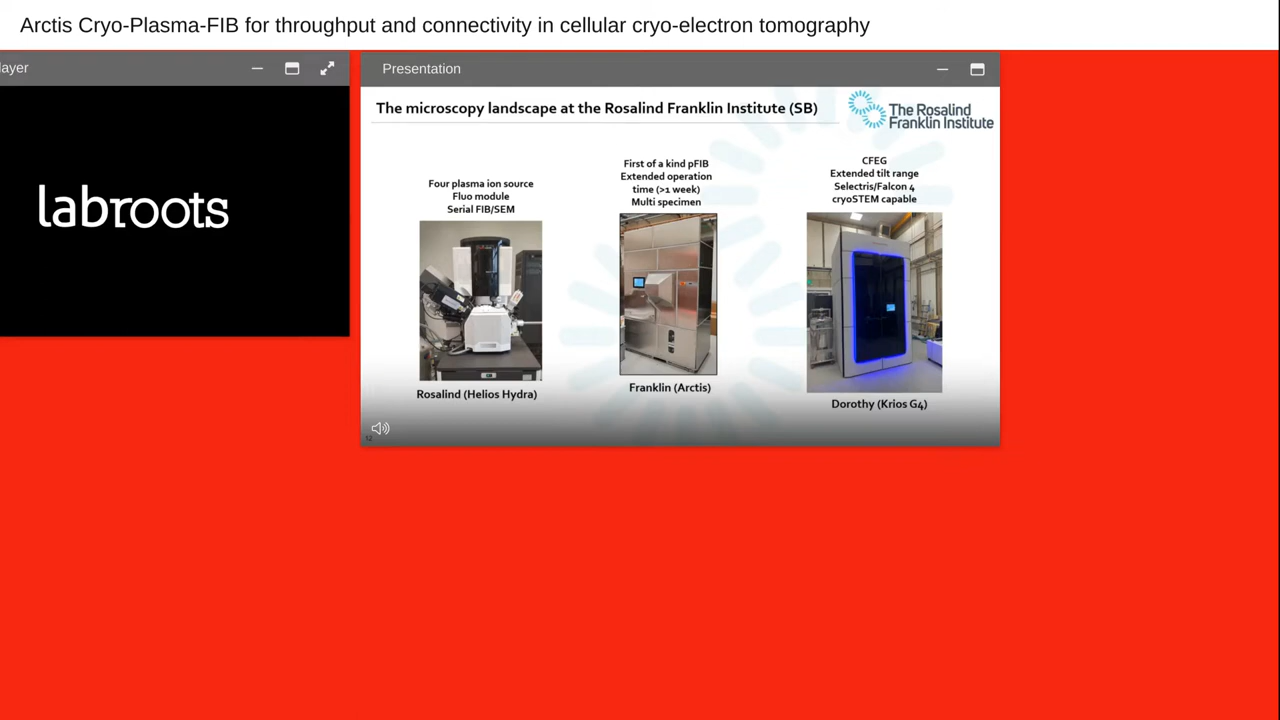 Arctis Cryo-Plasma-FIB for throughput and connectivity in cellular cryo-electron tomography
layer
Presentation
labroots
The microscopy landscape at the Rosalind Franklin Institute (SB)
The Rosalind
Franklin Institute
Four plasma ion source
Fluo module
Serial FIB/SEM
Rosalind (Helios Hydra)
First of a kind pFIB
Extended operation
time (>1 week)
Multi specimen
Franklin (Arctis)
CFEG
Extended tilt range
Selectris/Falcon 4
cryoSTEM capable
Dorothy (Krios G4)
12